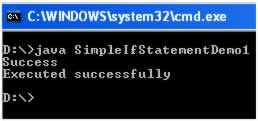 C:\WINDOWS\system32\cmd.exe
D:\>java SimpleIfStatementDemo1
Success
Executed successfully
D:\>